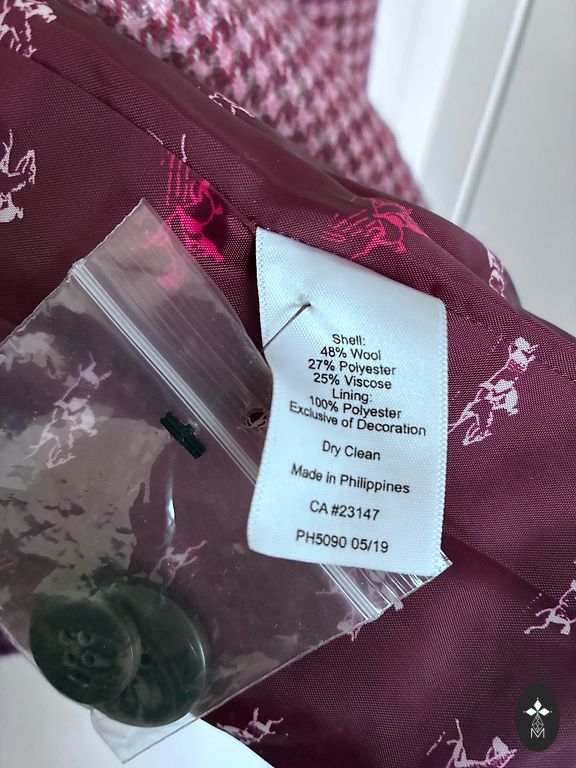 Shell:
48% Wool
27% Polyester
25% Viscose
Lining:
100% Polyester
Exclusive of Decoration
Dry Clean
Made in Philippines
CA #23147
PH5090 05/19
M